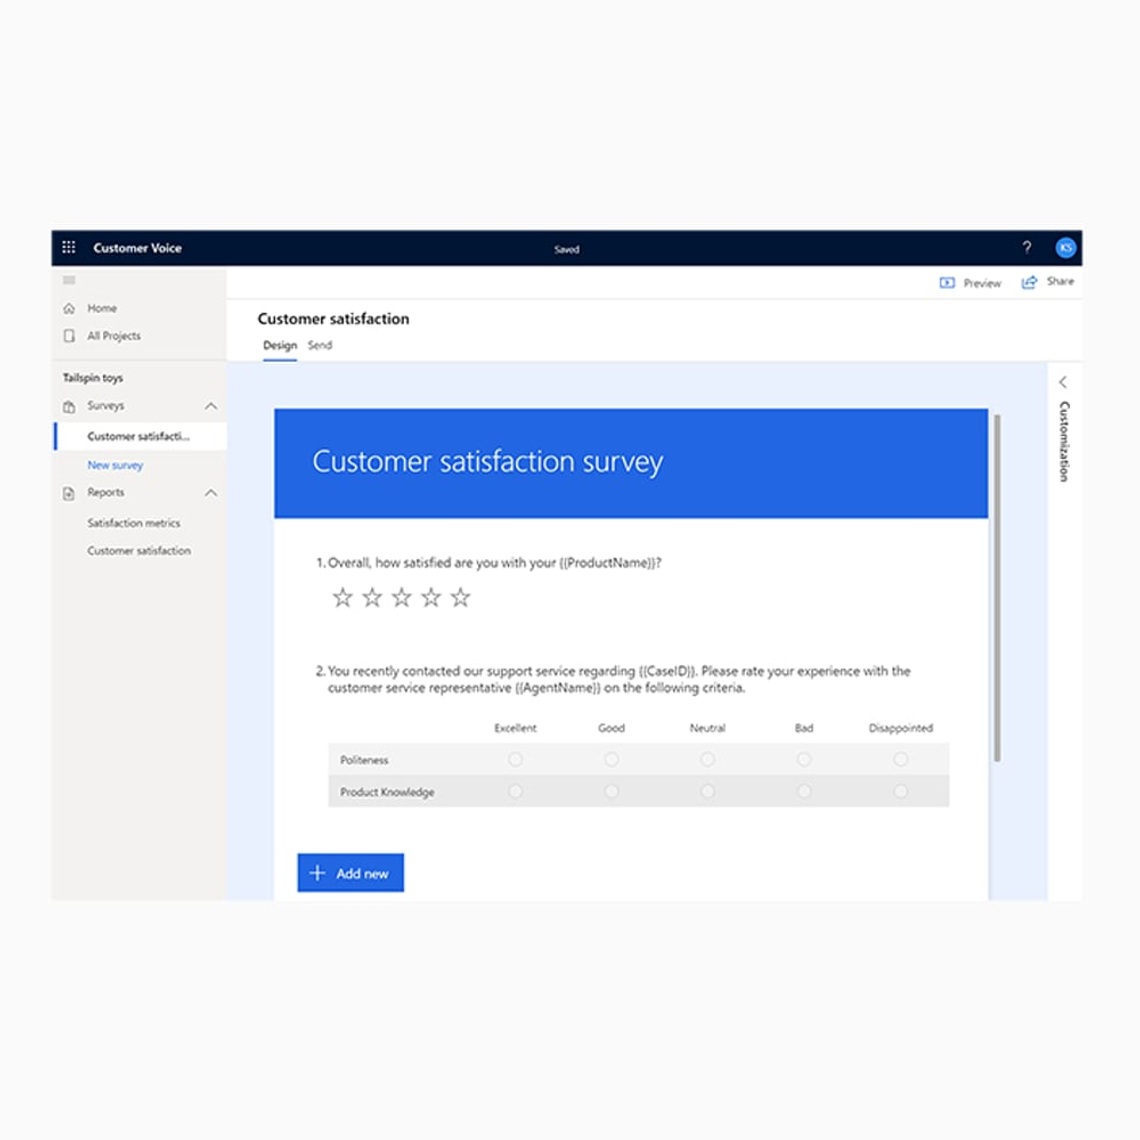 Customer Voice
Saved
?
KS
Preview
Share
Home
All Projects
Tailspin toys
Surveys
Customer satisfacti...
New survey
Reports
Satisfaction metrics
Customer satisfaction
Customer satisfaction
Design Send
Customization
Customer satisfaction survey
1. Overall, how satisfied are you with your {{ProductName}}?
2. You recently contacted our support service regarding {{CaseID}}. Please rate your experience with the
customer service representative {{AgentName}} on the following criteria.
Excellent Good Neutral Bad Disappointed
Politeness
Product Knowledge
+ Add new